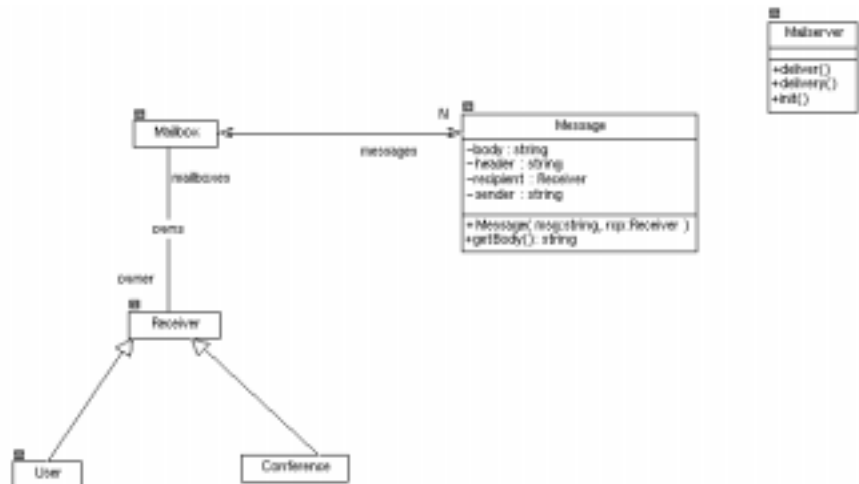 Mailserver
+deliver()
+delivery()
+init()
Mailbox
N
Message
messages
-body : string
-header : string
-recipient : Receiver
-sender : string
+ Message( msg:string, rcp:Receiver )
+getBody(): string
mailboxes
owns
owner
Receiver
User
Conference